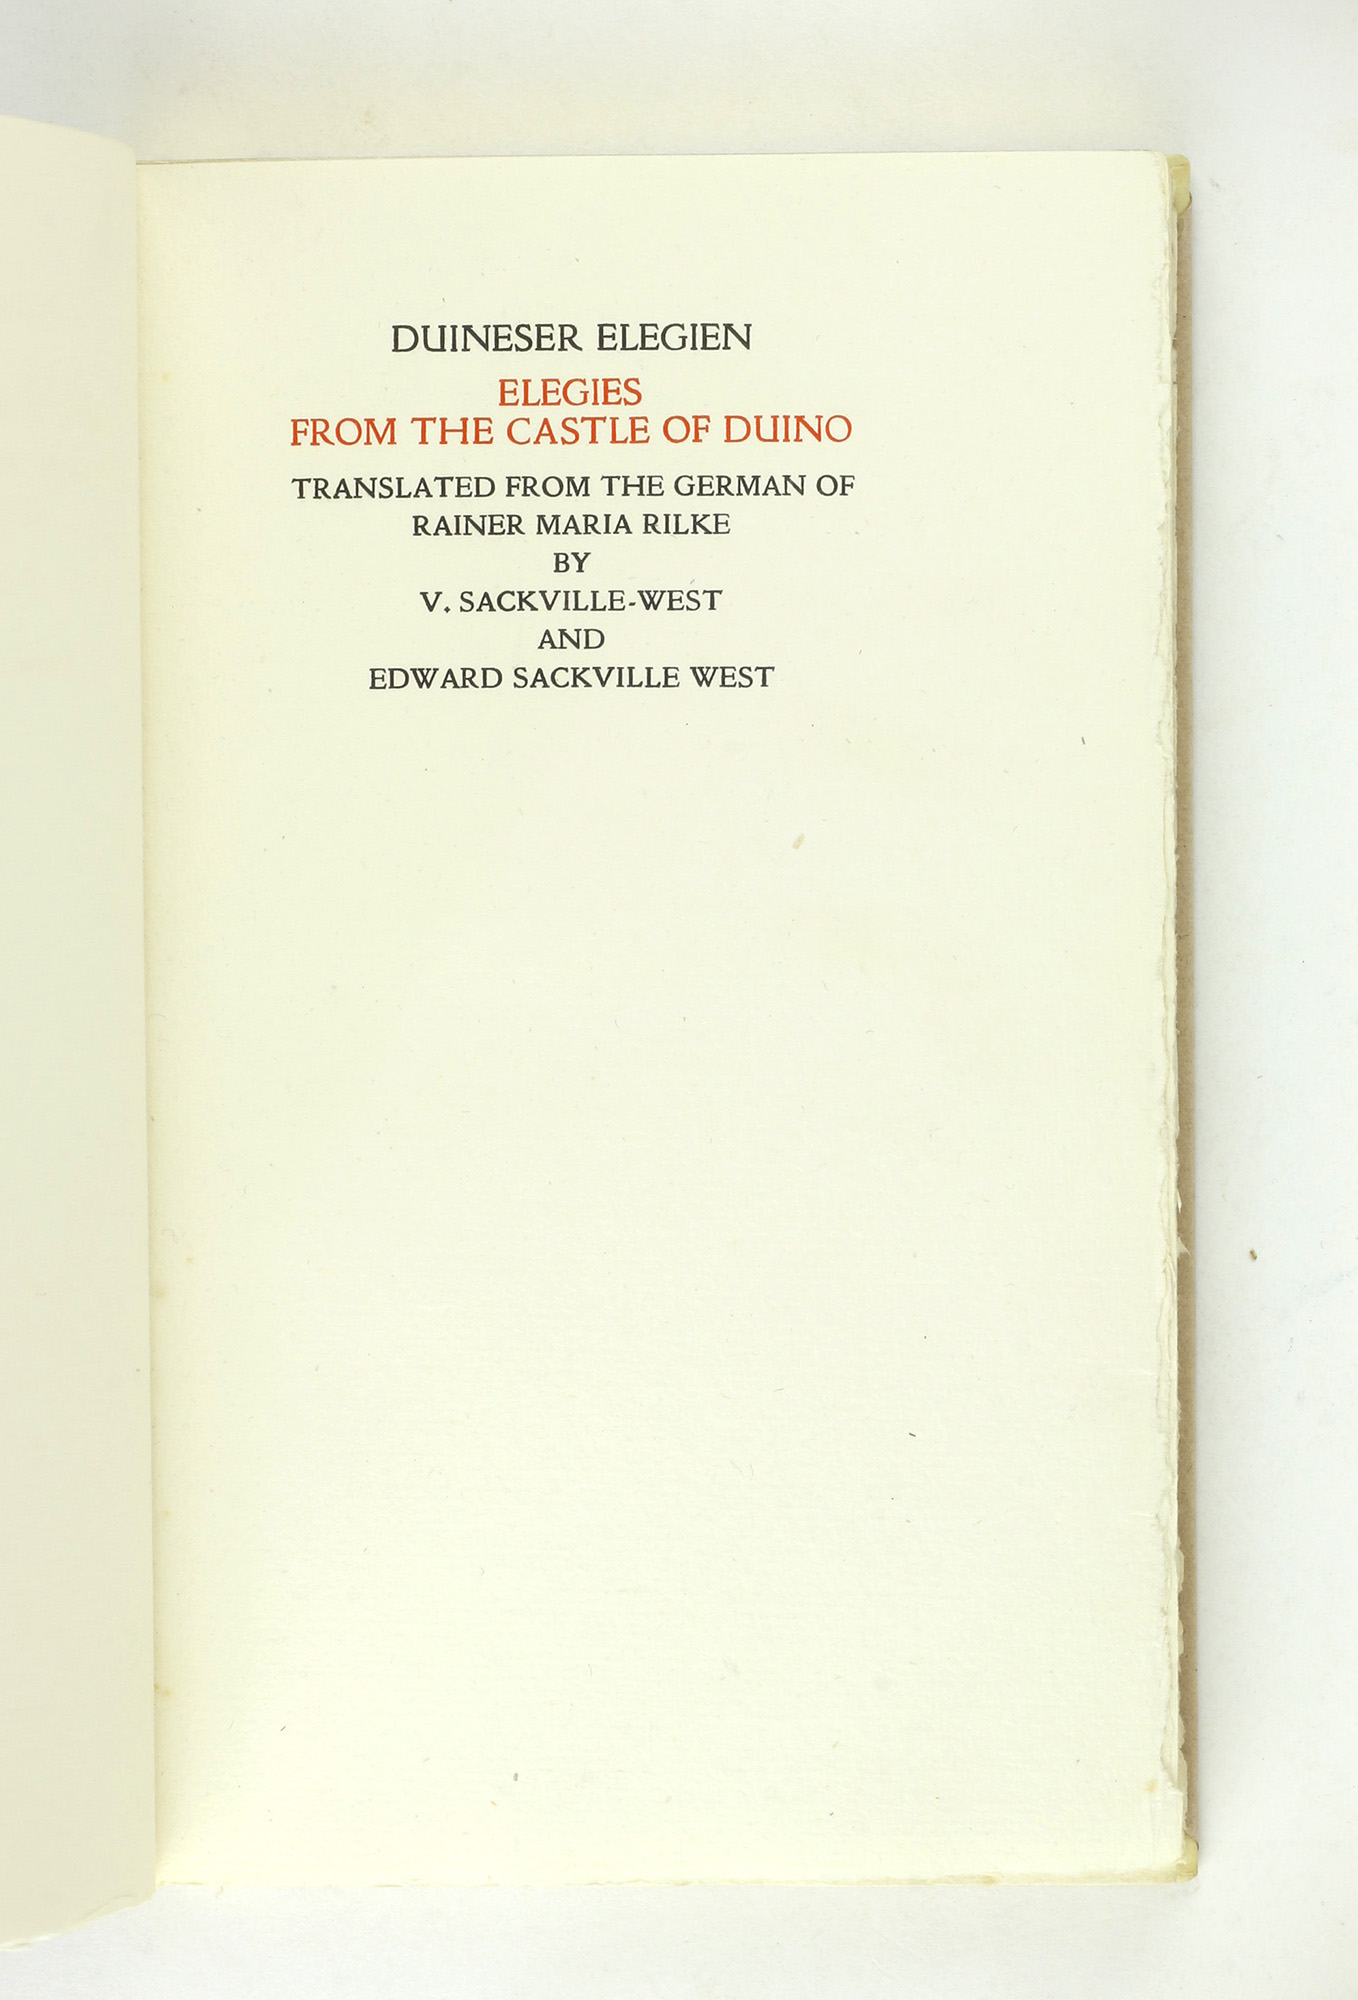 DUINESER ELEGIEN
ELEGIES
FROM THE CASTLE OF DUINO
TRANSLATED FROM THE GERMAN OF
RAINER MARIA RILKE
BY
V. SACKVILLE-WEST
AND
EDWARD SACKVILLE WEST